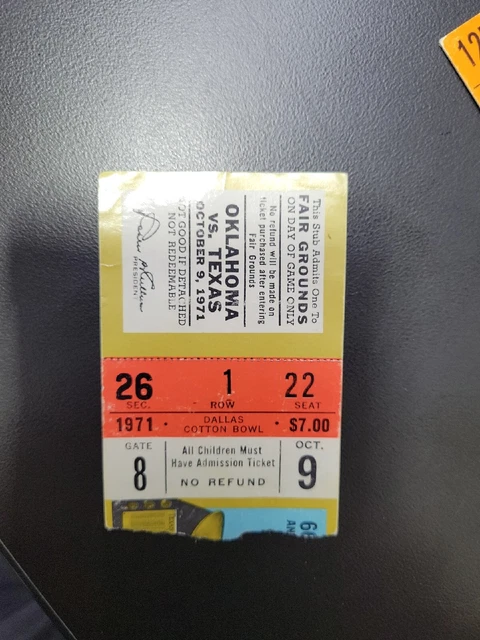 This Stub Admits One To
FAIR GROUNDS
ON DAY OF GAME ONLY
No refund will be made on
ticket purchased after entering
Fair Grounds
OKLAHOMA
VS. TEXAS
OCTOBER 9, 1971
NOT GOOD IF DETACHED
NOT REDEEMABLE
PRESIDENT
26 1 22
SEC. ROW SEAT
1971 · DALLAS COTTON BOWL · $7.00
GATE 8
All Children Must
Have Admission Ticket
NO REFUND
OCT. 9
66
AN
12